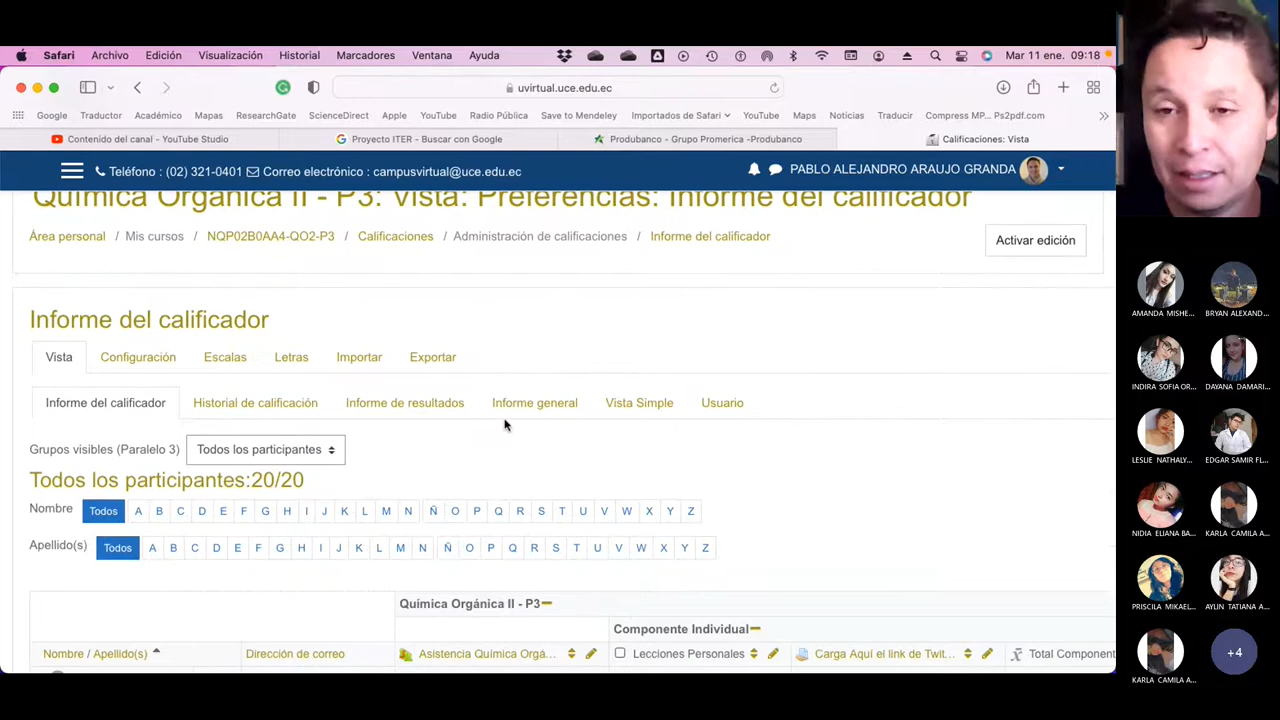 Safari Archivo Edición Visualización Historial Marcadores Ventana Ayuda Mar 11 ene. 09:18
uvirtual.uce.edu.ec
Google Traductor Académico Mapas Apple YouTube Radio Pública ResearchGate ScienceDirect Save to Mendeley Importados de Safari YouTube Maps Noticias Traducir Compress MP... Ps2pdf.com
Contenido del canal - YouTube Studio Proyecto ITER - Buscar con Google Produbanco - Grupo Promerica -Produbanco Calificaciones: Vista
Teléfono : (02) 321-0401 Correo electrónico : campusvirtual@uce.edu.ec PABLO ALEJANDRO ARAUJO GRANDA
Química Orgánica II - P3: Vista: Preferencias: Informe del calificador
Área personal / Mis cursos / NQP02B0AA4-QO2-P3 / Calificaciones / Administración de calificaciones / Informe del calificador
Activar edición
Informe del calificador
Vista Configuración Escalas Letras Importar Exportar
Informe del calificador Historial de calificación Informe de resultados Informe general Vista Simple Usuario
Grupos visibles (Paralelo 3) Todos los participantes
Todos los participantes:20/20
Nombre Todos A B C D E F G H I J K L M N Ñ O P Q R S T U V W X Y Z
Apellido(s) Todos A B C D E F G H I J K L M N Ñ O P Q R S T U V W X Y Z
Química Orgánica II - P3
Componente Individual
Nombre / Apellido(s) Dirección de correo Asistencia Química Orgá... Lecciones Personales Carga Aquí el link de Twit... Total Component
AMANDA MISHE... BRYAN ALEXAND...
INDIRA SOFIA OR... DAYANA DAMARI...
LESLIE NATHALY... EDGAR SAMIR FL...
NIDIA ELIANA BA... KARLA CAMILA A...
PRISCILA MIKAEL... AYLIN TATIANA A...
KARLA CAMILA A... +4